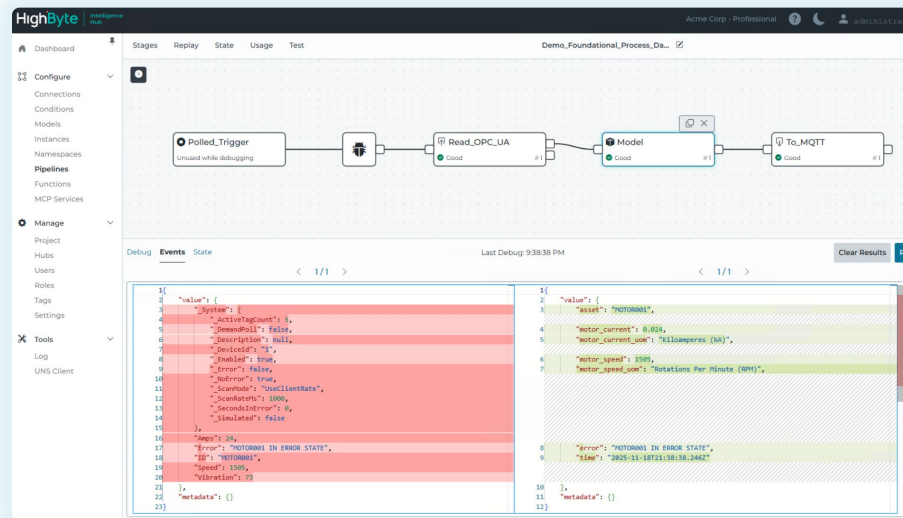 HighByte Intelligence Hub
Acme Corp - Professional
Dashboard
Configure
Connections
Conditions
Models
Instances
Namespaces
Pipelines
Functions
MCP Services
Manage
Project
Hubs
Users
Roles
Tags
Settings
Tools
Log
UNS Client
Stages Replay State Usage Test
Demo_Foundational_Process_Da...
Polled_Trigger
Unused while debugging
Read_OPC_UA
Good #1
Model
Good #1
To_MQTT
Good #1
Debug Events State
Last Debug: 9:38:38 PM
Clear Results
< 1/1 >
< 1/1 >
1 {
2 "value": {
3 "_System": {
4 "_ActiveTagCount": 5,
5 "_DemandPoll": false,
6 "_Description": null,
7 "_DeviceId": "1",
8 "_Enabled": true,
9 "_Error": false,
10 "_NoError": true,
11 "_ScanMode": "UseClientRate",
12 "_ScanRateMs": 1000,
13 "_SecondsInError": 0,
14 "_Simulated": false
15 },
16 "Amps": 24,
17 "Error": "MOTOR001 IN ERROR STATE",
18 "ID": "MOTOR001",
19 "Speed": 1505,
20 "Vibration": 73
21 },
22 "metadata": {}
23 }
1 {
2 "value": {
3 "asset": "MOTOR001",
4 "motor_current": 0.024,
5 "motor_current_uom": "Kiloamperes (kA)",
6 "motor_speed": 1505,
7 "motor_speed_uom": "Rotations Per Minute (RPM)",
8 "error": "MOTOR001 IN ERROR STATE",
9 "time": "2025-11-18T21:38:38.246Z"
10 },
11 "metadata": {}
12 }